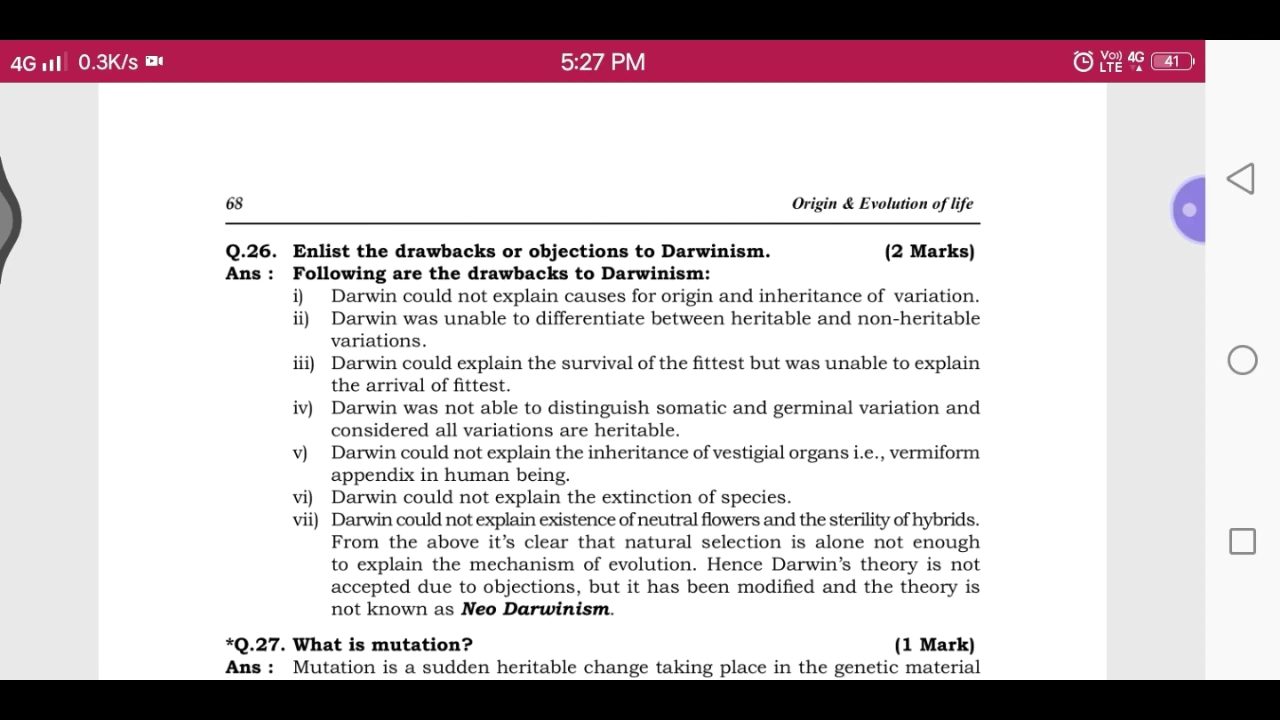 4G 0.3K/s 5:27 PM Vo) LTE 4G 41
68 Origin & Evolution of life
Q.26. Enlist the drawbacks or objections to Darwinism. (2 Marks)
Ans : Following are the drawbacks to Darwinism:
i) Darwin could not explain causes for origin and inheritance of variation.
ii) Darwin was unable to differentiate between heritable and non-heritable
variations.
iii) Darwin could explain the survival of the fittest but was unable to explain
the arrival of fittest.
iv) Darwin was not able to distinguish somatic and germinal variation and
considered all variations are heritable.
v) Darwin could not explain the inheritance of vestigial organs i.e., vermiform
appendix in human being.
vi) Darwin could not explain the extinction of species.
vii) Darwin could not explain existence of neutral flowers and the sterility of hybrids.
From the above it's clear that natural selection is alone not enough
to explain the mechanism of evolution. Hence Darwin's theory is not
accepted due to objections, but it has been modified and the theory is
not known as Neo Darwinism.
*Q.27. What is mutation? (1 Mark)
Ans : Mutation is a sudden heritable change taking place in the genetic material